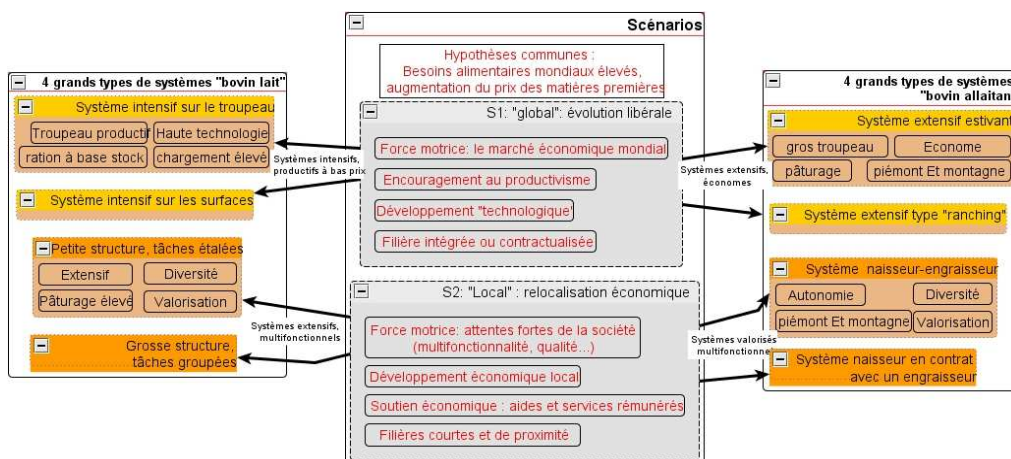 4 grands types de systèmes "bovin lait"
Système intensif sur le troupeau
Troupeau productif
Haute technologie
ration à base stock
chargement élevé
Système intensif sur les surfaces
Petite structure, tâches étalées
Extensif
Diversité
Pâturage élevé
Valorisation
Grosse structure,
tâches groupées
Systèmes intensifs,
productifs à bas prix
Systèmes extensifs,
multifonctionnels
Scénarios
Hypothèses communes :
Besoins alimentaires mondiaux élevés,
augmentation du prix des matières premières
S1: "global": évolution libérale
Force motrice: le marché économique mondial
Encouragement au productivisme
Développement "technologique"
Filière intégrée ou contractualisée
S2: "Local" : relocalisation économique
Force motrice: attentes fortes de la société
(multifonctionnalité, qualité...)
Développement économique local
Soutien économique : aides et services rémunérés
Filières courtes et de proximité
Systèmes extensifs,
économes
Systèmes valorisés
multifonctionne
4 grands types de systèmes
"bovin allaitan
Système extensif estivant
gros troupeau
Econome
pâturage
piémont Et montagne
Système extensif type "ranching"
Système naisseur-engraisseur
Autonomie
Diversité
piémont Et montagne
Valorisation
Système naisseur en contrat
avec un engraisseur